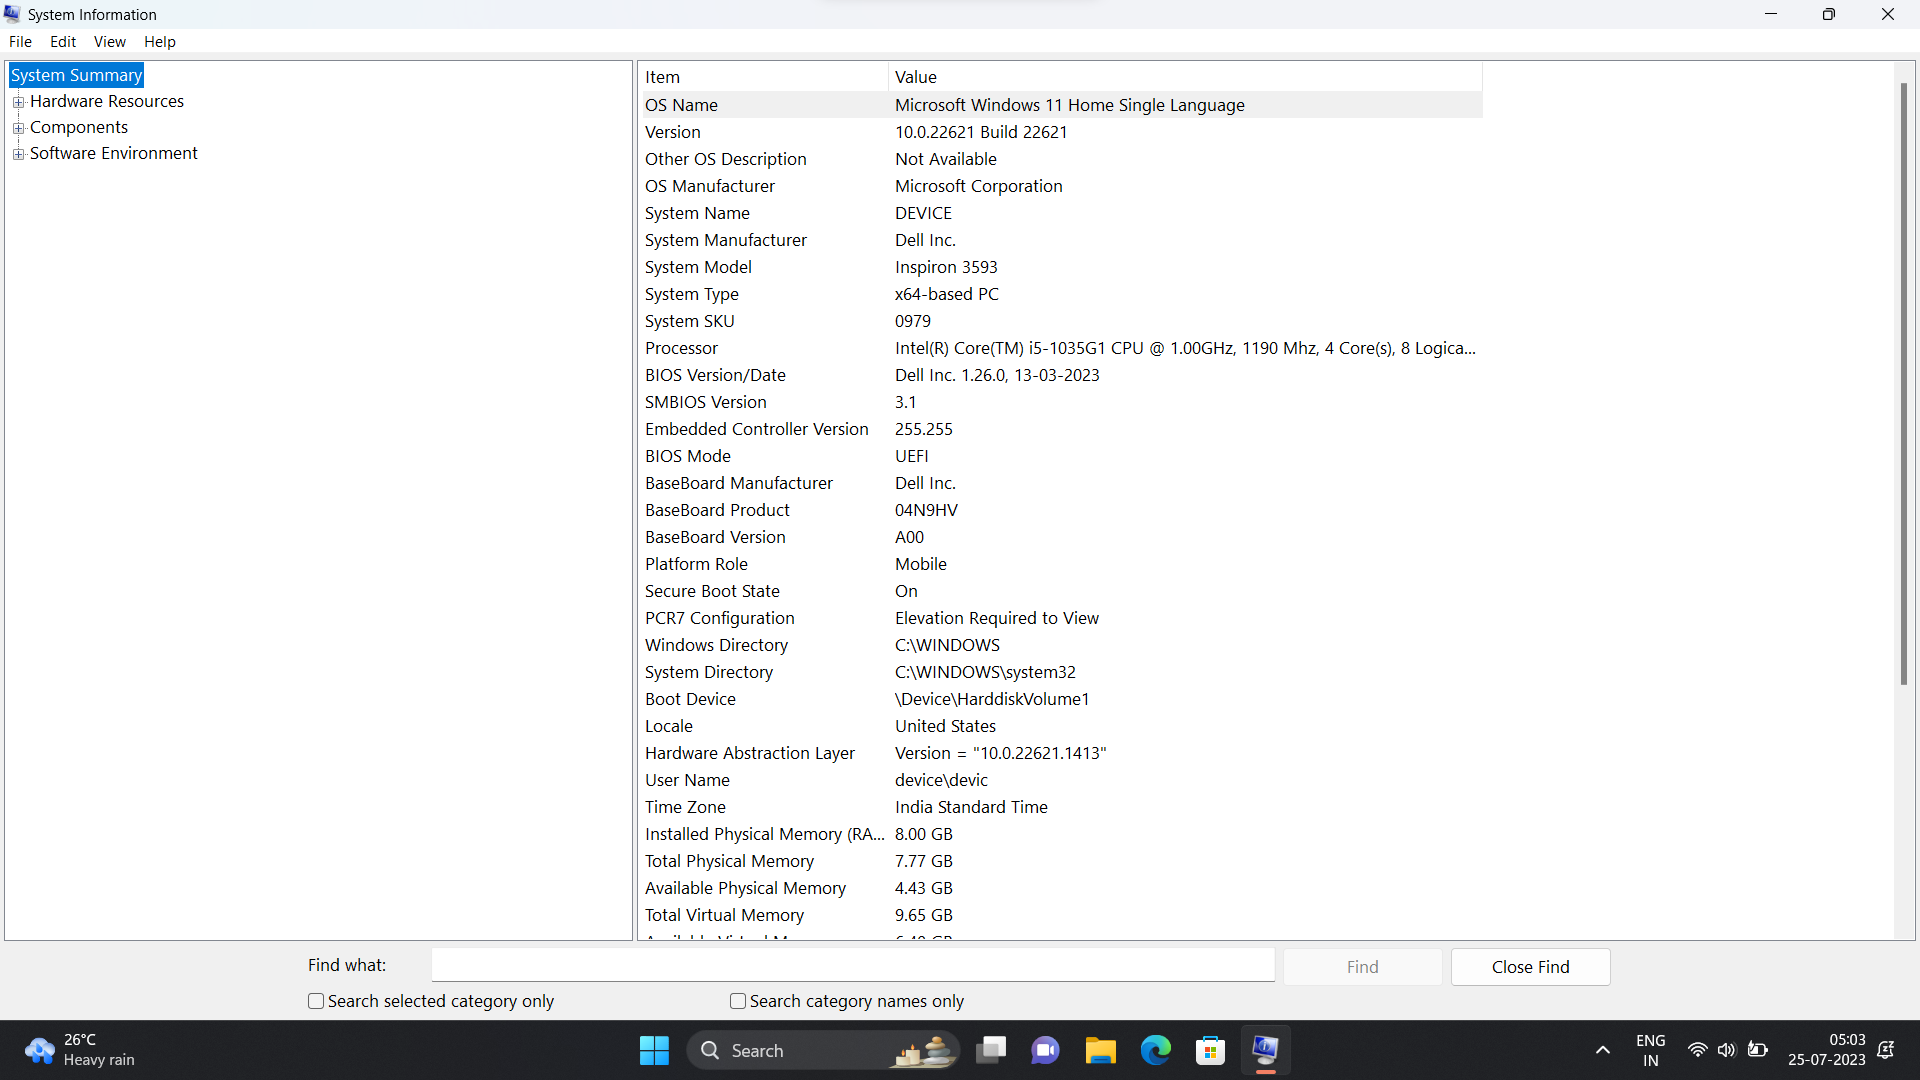 System Information
File Edit View Help
System Summary
Hardware Resources
Components
Software Environment
Item Value
OS Name Microsoft Windows 11 Home Single Language
Version 10.0.22621 Build 22621
Other OS Description Not Available
OS Manufacturer Microsoft Corporation
System Name DEVICE
System Manufacturer Dell Inc.
System Model Inspiron 3593
System Type x64-based PC
System SKU 0979
Processor Intel(R) Core(TM) i5-1035G1 CPU @ 1.00GHz, 1190 Mhz, 4 Core(s), 8 Logica...
BIOS Version/Date Dell Inc. 1.26.0, 13-03-2023
SMBIOS Version 3.1
Embedded Controller Version 255.255
BIOS Mode UEFI
BaseBoard Manufacturer Dell Inc.
BaseBoard Product 04N9HV
BaseBoard Version A00
Platform Role Mobile
Secure Boot State On
PCR7 Configuration Elevation Required to View
Windows Directory C:\WINDOWS
System Directory C:\WINDOWS\system32
Boot Device \Device\HarddiskVolume1
Locale United States
Hardware Abstraction Layer Version = "10.0.22621.1413"
User Name device\devic
Time Zone India Standard Time
Installed Physical Memory (RA... 8.00 GB
Total Physical Memory 7.77 GB
Available Physical Memory 4.43 GB
Total Virtual Memory 9.65 GB
Find what: Find Close Find
Search selected category only Search category names only
26°C
Heavy rain
Search
ENG
IN
05:03
25-07-2023